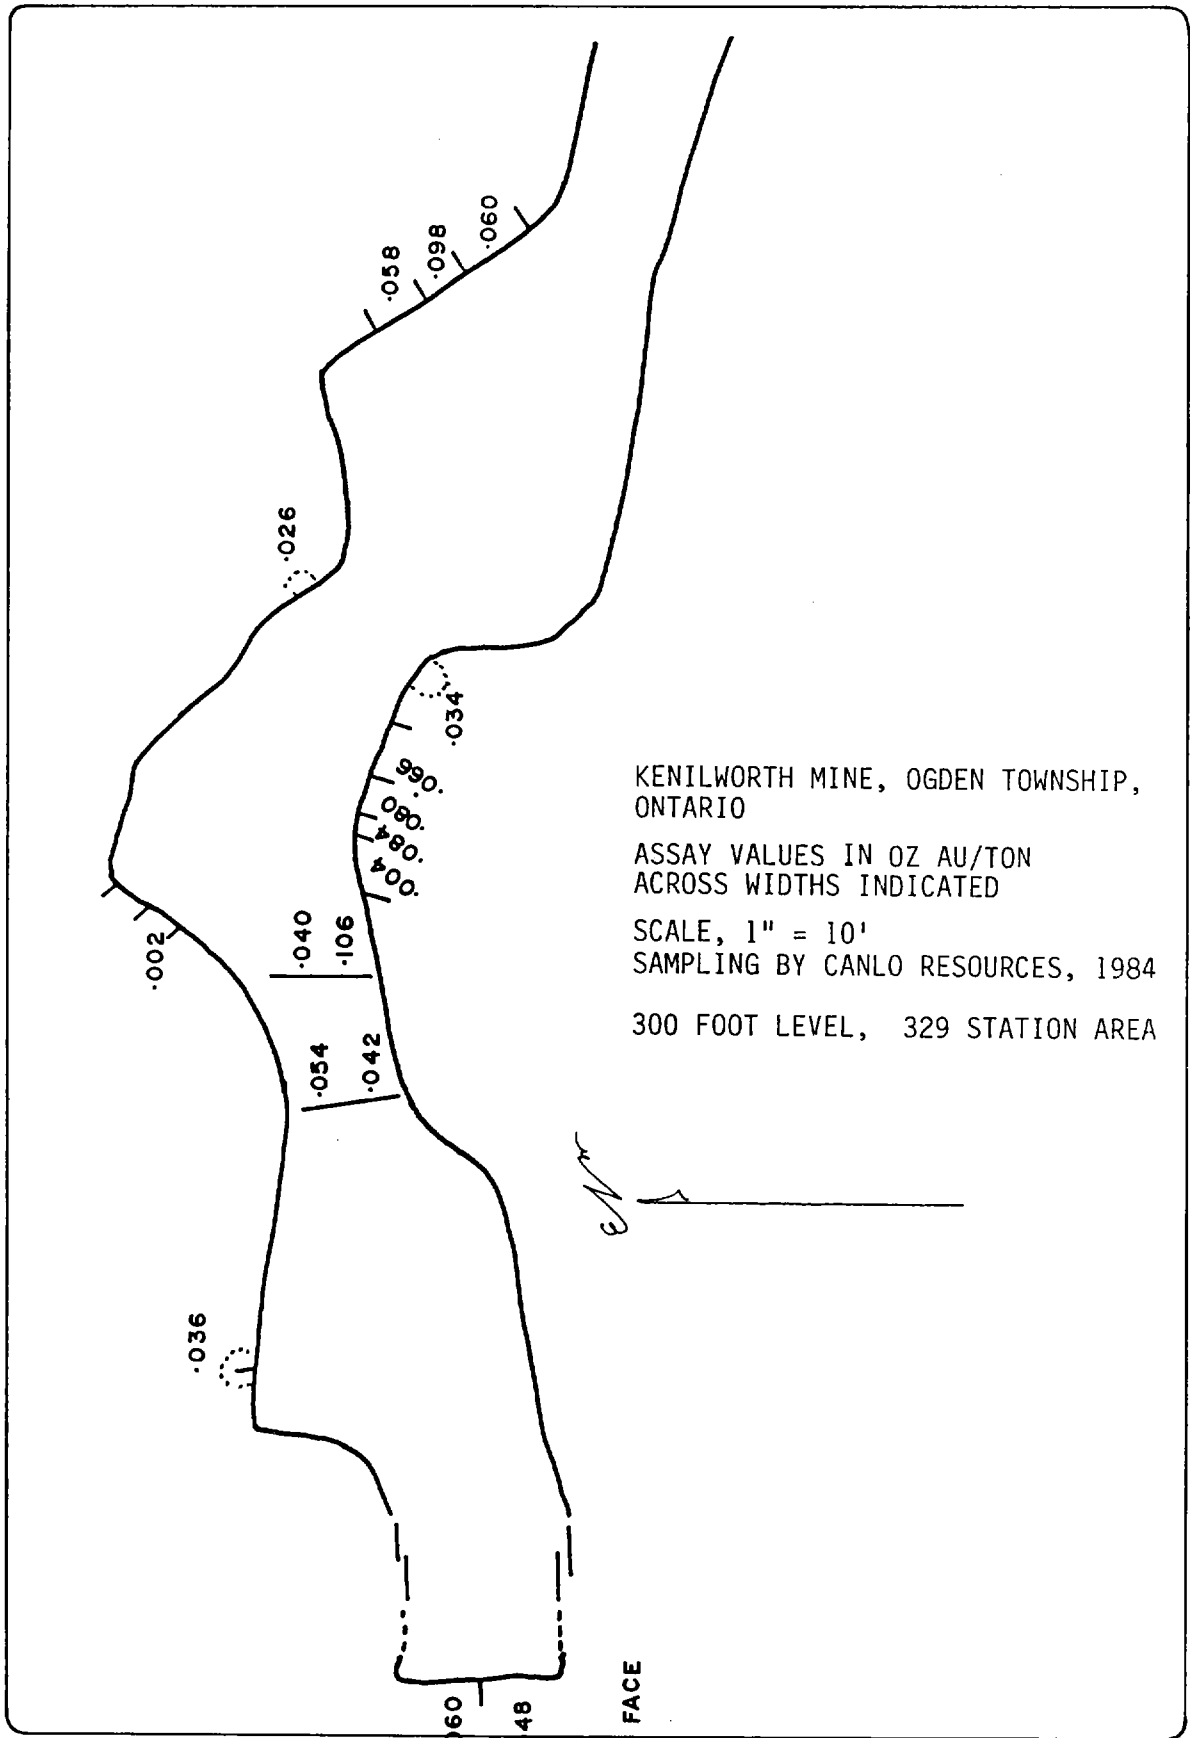 .060
.098
.058
.026
.034
.066
.080
.084
.004
.002
.040
.106
.054
.042
.036
KENILWORTH MINE, OGDEN TOWNSHIP,
ONTARIO
ASSAY VALUES IN OZ AU/TON
ACROSS WIDTHS INDICATED
SCALE, 1" = 10'
SAMPLING BY CANLO RESOURCES, 1984
300 FOOT LEVEL, 329 STATION AREA
60
48
FACE